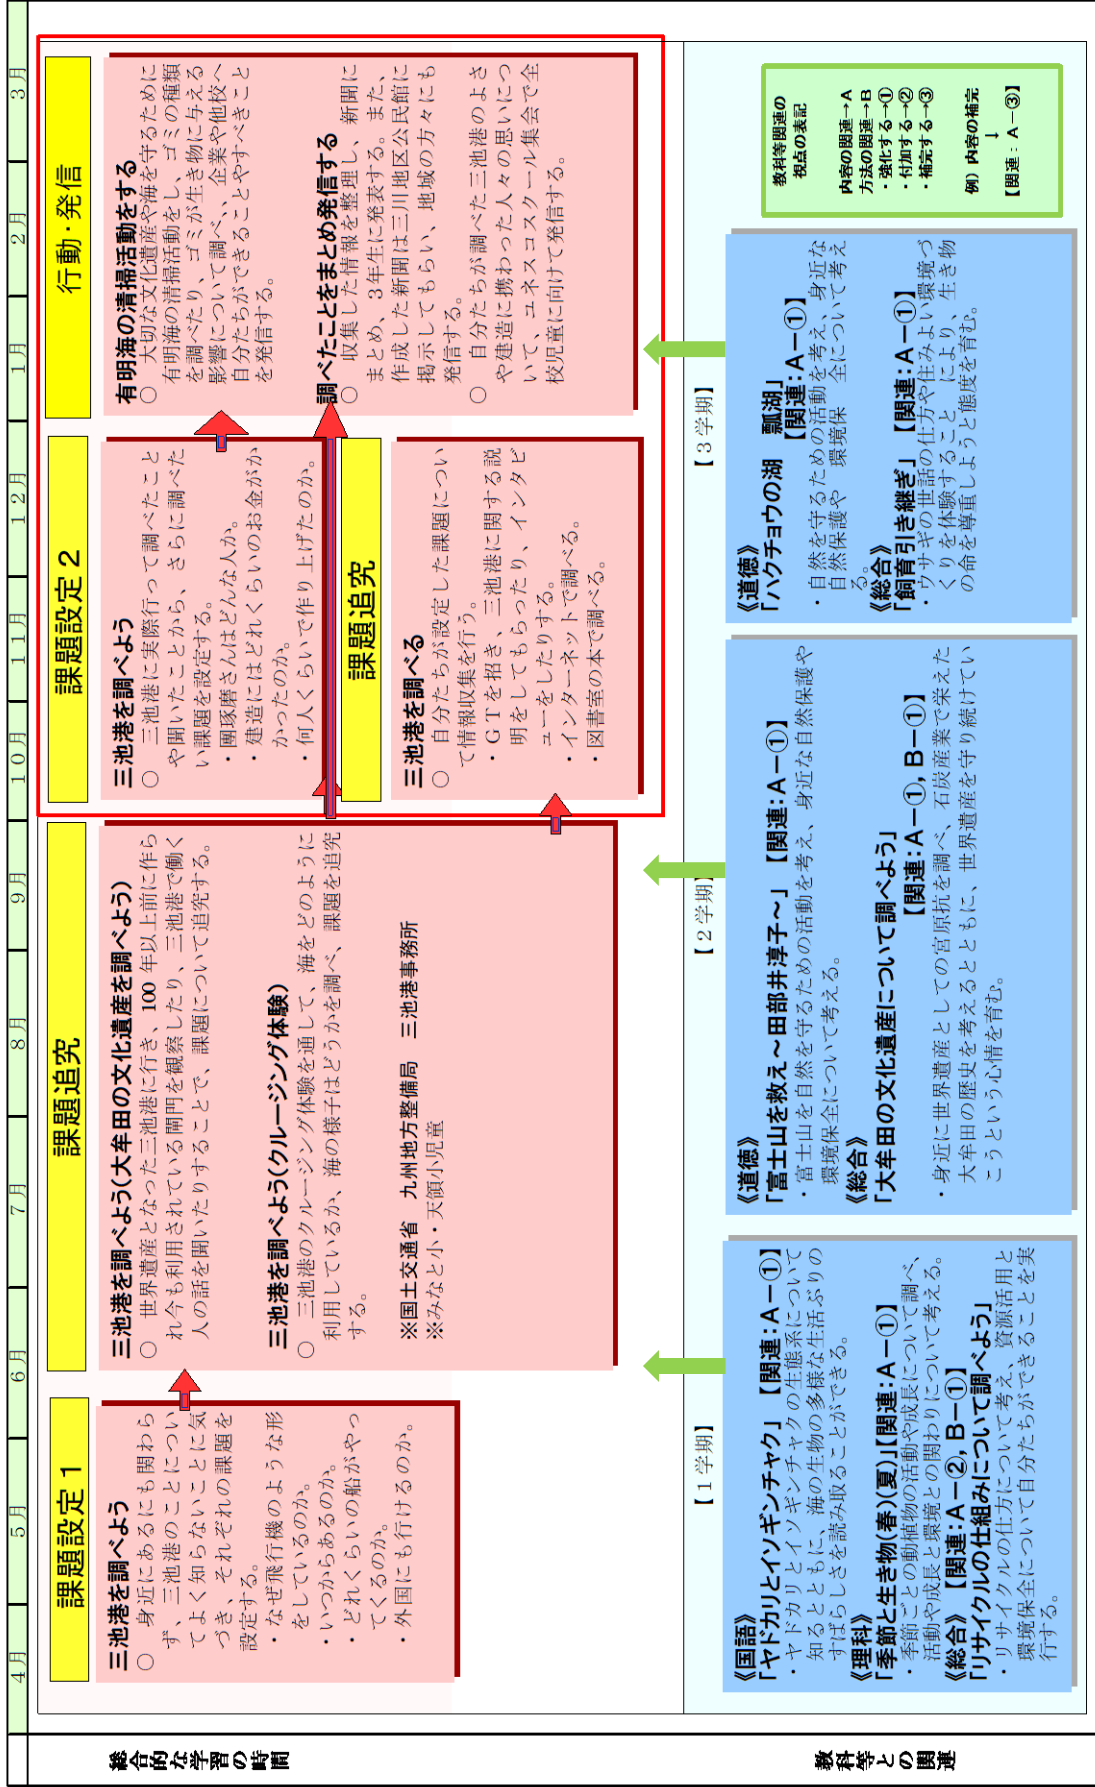 4月
5月
6月
7月
8月
9月
10月
11月
12月
1月
2月
3月
総合的な学習の時間
課題設定1
三池港を調べよう
○ 身近にあるにも関わら
ず、三池港のことについ
てよく知らないことに気
づき、それぞれの課題を
設定する。
・なぜ飛行機のような形
をしているのか。
・いつからあるのか。
・どれくらいの船がやっ
てくるのか。
・外国にも行けるのか。
課題追究
三池港を調べよう(大牟田の文化遺産を調べよう)
○ 世界遺産となった三池港に行き、100年以上前に作ら
れ今も利用されている閘門を観察したり、三池港で働く
人の話を聞いたりすることで、課題について追究する。
三池港を調べよう(クルージング体験)
○ 三池港のクルージング体験を通して、海をどのように
利用しているか、海の様子はどうかを調べ、課題を追究
する。
※国土交通省 九州地方整備局 三池港事務所
※みなと小・天領小児童
課題設定2
三池港を調べよう
○ 三池港に実際行って調べたこと
や聞いたことから、さらに調べた
い課題を設定する。
・團琢磨さんはどんな人か。
・建造にはどれくらいのお金がか
かったのか。
・何人くらいで作り上げたのか。
課題追究
三池港を調べる
○ 自分たちが設定した課題につい
て情報収集を行う。
・GTを招き、三池港に関する説
明をしてもらったり、インタビ
ューをしたりする。
・インターネットで調べる。
・図書室の本で調べる。
行動・発信
有明海の清掃活動をする
○ 大切な文化遺産や海を守るために
有明海の清掃活動をし、ゴミの種類
を調べたり、ゴミが生き物に与える
影響について調べ、、企業や他校へ
自分たちができることややすべきこと
を発信する。
調べたことをまとめ発信する
○ 収集した情報を整理し、新聞に
まとめ、3年生に発表する。また、
作成した新聞は三川地区公民館に
掲示してもらい、地域の方々にも
発信する。
○ 自分たちが調べた三池港のよさ
や建造に携わった人々の思いにつ
いて、ユネスコスクール集会で全
校児童に向けて発信する。
教科等との関連
【1学期】
《国語》
「ヤドカリとイソギンチャク」【関連:A-①】
・ヤドカリとイソギンチャクの生態系について
知るとともに、海の生物の多様な生活ぶりの
すばらしさを読み取ることができる。
《理科》
「季節と生き物(春)(夏)」【関連:A-①】
・季節ごとの動植物の活動や成長について調べ、
活動や成長と環境との関わりについて考える。
《総合》【関連:A-②,B-①】
「リサイクルの仕組みについて調べよう」
・リサイクルの仕方について考え、資源活用と
環境保全について自分たちができることを実
行する。
【2学期】
《道徳》
「富士山を救え～田部井淳子～」【関連:A-①】
・富士山を自然を守るための活動を考え、身近な自然保護や
環境保全について考える。
《総合》
「大牟田の文化遺産について調べよう」
【関連:A-①,B-①】
・身近に世界遺産としての宮原坑を調べ、石炭産業で栄えた
大牟田の歴史を考えるとともに、世界遺産を守り続けてい
こうという心情を育む。
【3学期】
《道徳》
「ハクチョウの湖 瓢湖」
【関連:A-①】
・自然を守るための活動を考え、身近な
自然保護や 環境保 全について考え
る。
《総合》
「飼育引き継ぎ」【関連:A-①】
・ウサギの世話の仕方や住みよい環境づ
くりを体験すること により、生き物
の命を尊重しようと態度を育む。
教科等関連の
視点の表記
内容の関連→A
方法の関連→B
・強化する→①
・付加する→②
・補完する→③
例)内容の補完
↓
【関連:A-③】